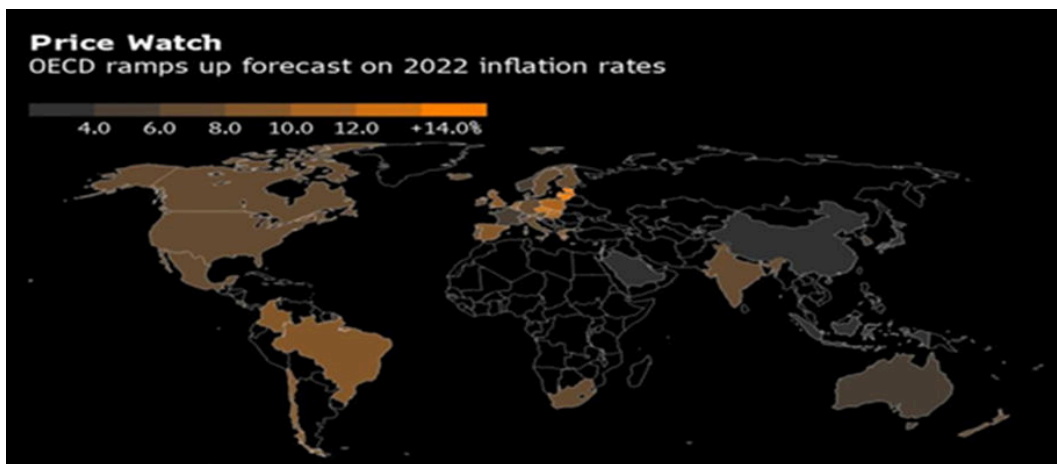 Price Watch
OECD ramps up forecast on 2022 inflation rates
4.0 6.0 8.0 10.0 12.0 +14.0%